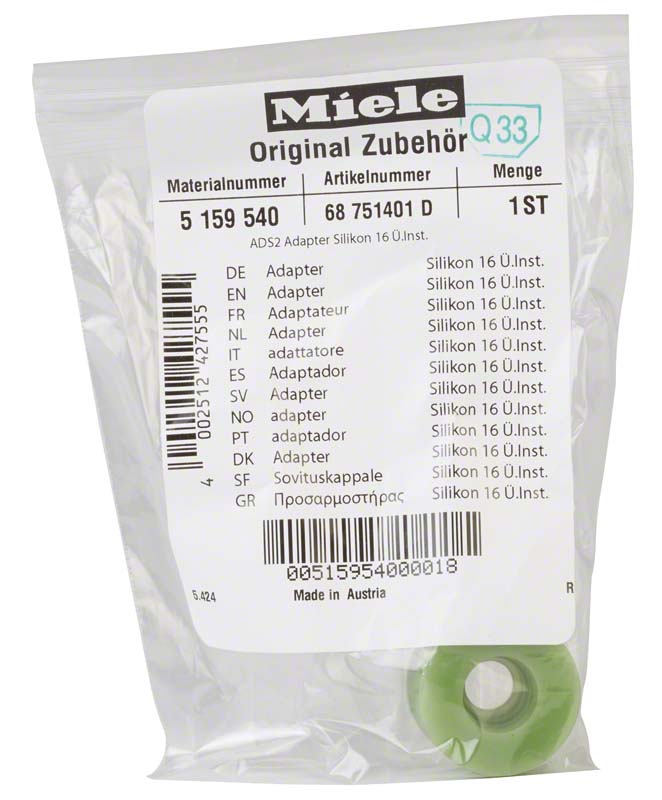 Miele
Q 33
Original Zubehör
Materialnummer Artikelnummer Menge
5 159 540 68 751401 D 1 ST
ADS2 Adapter Silikon 16 Ü.Inst.
DE Adapter Silikon 16 Ü.Inst.
EN Adapter Silikon 16 Ü.Inst.
FR Adaptateur Silikon 16 Ü.Inst.
NL Adapter Silikon 16 Ü.Inst.
IT adattatore Silikon 16 Ü.Inst.
ES Adaptador Silikon 16 Ü.Inst.
SV Adapter Silikon 16 Ü.Inst.
NO adapter Silikon 16 Ü.Inst.
PT adaptador Silikon 16 Ü.Inst.
DK Adapter Silikon 16 Ü.Inst.
SF Sovituskappale Silikon 16 Ü.Inst.
GR Προσαρμοστήρας Silikon 16 Ü.Inst.
4 002512 427555
00515954000018
5.424 Made in Austria R